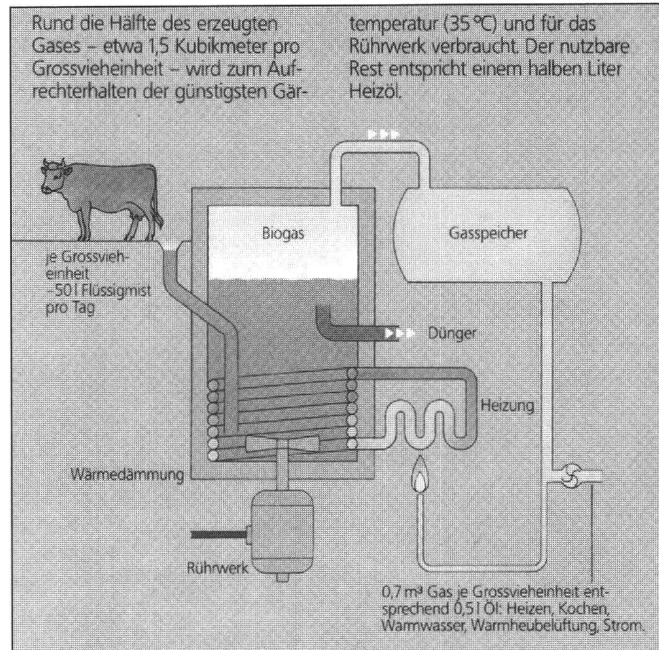 Rund die Hälfte des erzeugten
Gases – etwa 1,5 Kubikmeter pro
Grossvieheinheit – wird zum Auf-
rechterhalten der günstigsten Gär-
temperatur (35 °C) und für das
Rührwerk verbraucht. Der nutzbare
Rest entspricht einem halben Liter
Heizöl.
Biogas
Gasspeicher
je Grossvieh-
einheit
~50 l Flüssigmist
pro Tag
Dünger
Heizung
Wärmedämmung
Rührwerk
0,7 m³ Gas je Grossvieheinheit ent-
sprechend 0,5 l Öl: Heizen, Kochen,
Warmwasser, Warmheubelüftung, Strom.